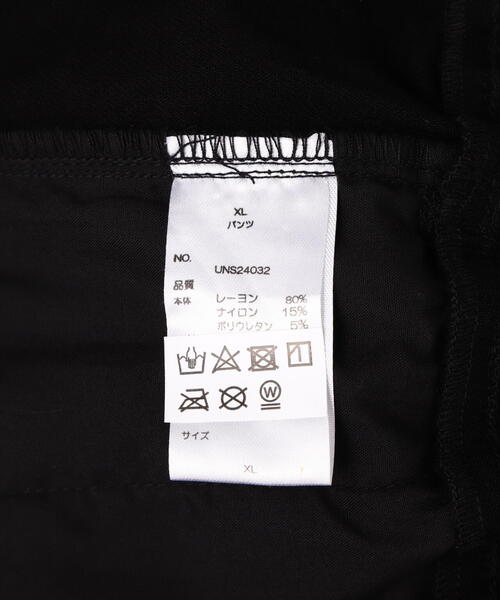 XL
パンツ
NO.
UNS24032
品質
本体 レーヨン 80%
ナイロン 15%
ポリウレタン 5%
W
サイズ
XL